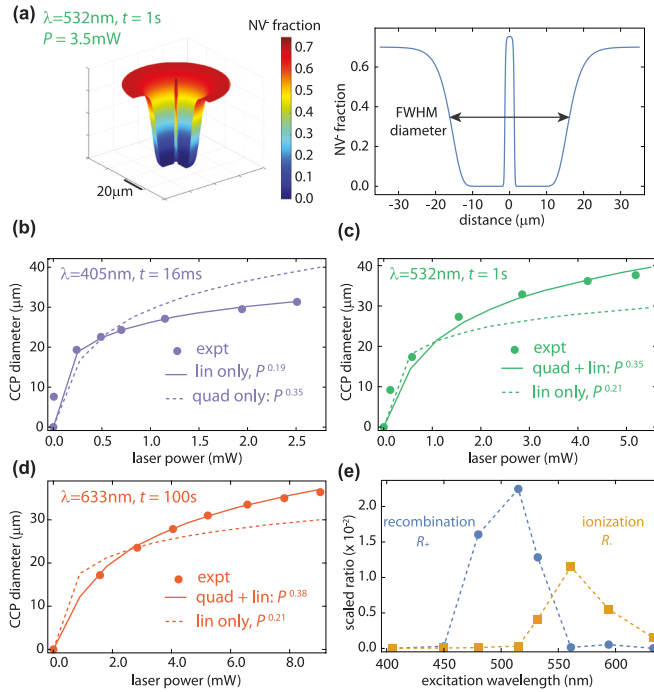 (a)
λ=532nm, t = 1s
P = 3.5mW
NV⁻ fraction
0.7
0.6
0.5
0.4
0.3
0.2
0.1
0.0
20μm
NV⁻ fraction
0.6
0.4
0.2
0.0
FWHM
diameter
-30
-20
-10
0
10
20
30
distance (μm)
(b)
λ=405nm, t = 16ms
CCP diameter (μm)
40
30
20
10
0
expt
lin only, P^0.19
quad only: P^0.35
0.0
0.5
1.0
1.5
2.0
2.5
laser power (mW)
(c)
λ=532nm, t = 1s
CCP diameter (μm)
40
30
20
10
0
expt
quad + lin: P^0.35
lin only, P^0.21
0.0
1.0
2.0
3.0
4.0
5.0
laser power (mW)
(d)
λ=633nm, t = 100s
CCP diameter (μm)
30
20
10
0
expt
quad + lin: P^0.38
lin only, P^0.21
0.0
2.0
4.0
6.0
8.0
laser power (mW)
(e)
scaled ratio (x 10⁻²)
2.0
1.5
1.0
0.5
0
recombination
R₊
ionization
R₋
400
450
500
550
600
excitation wavelength (nm)